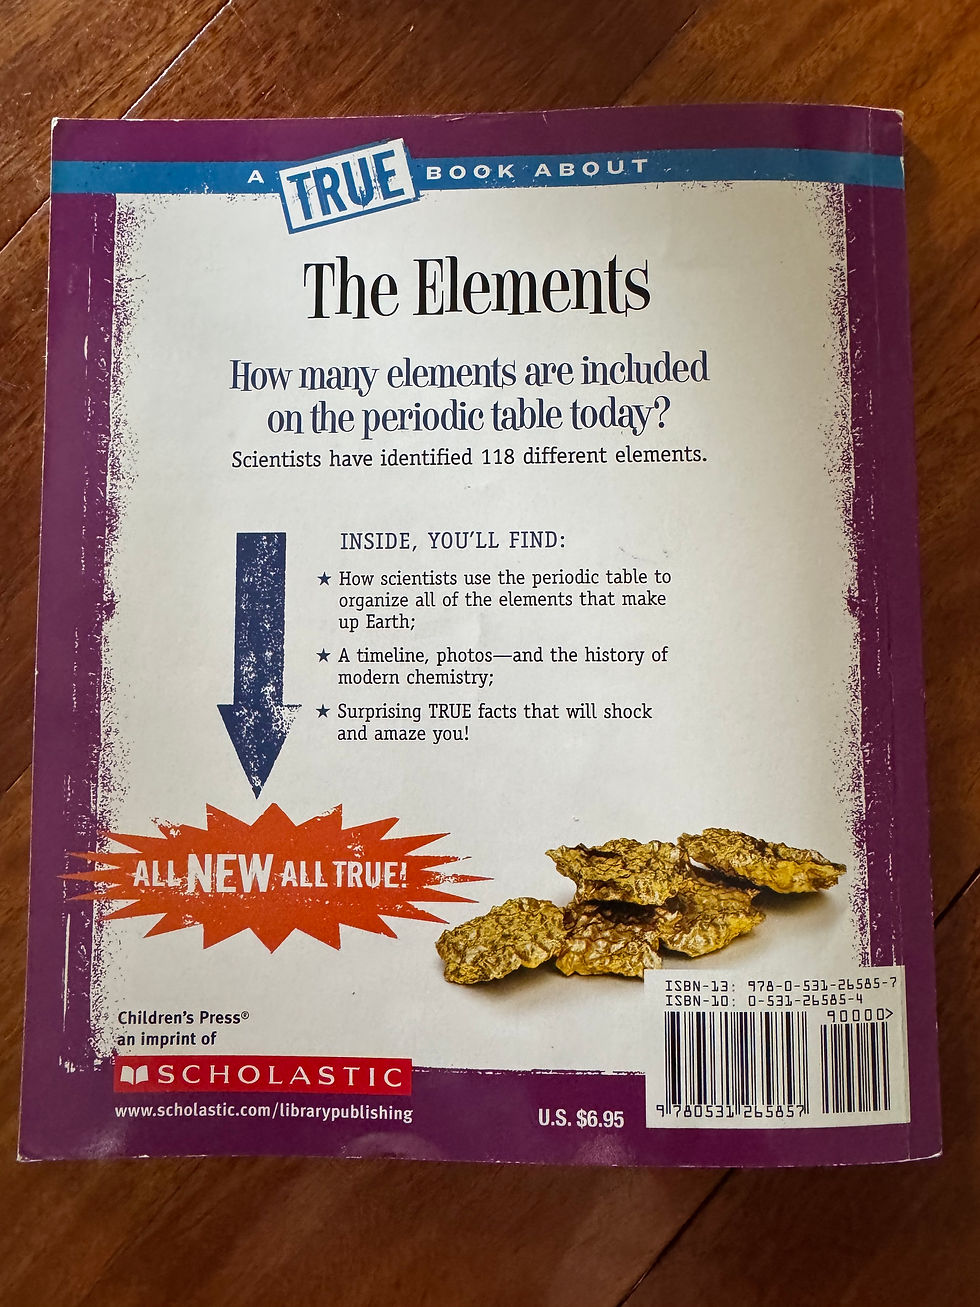 A TRUE BOOK ABOUT
The Elements
How many elements are included
on the periodic table today?
Scientists have identified 118 different elements.
INSIDE, YOU'LL FIND:
★ How scientists use the periodic table to
organize all of the elements that make
up Earth;
★ A timeline, photos—and the history of
modern chemistry;
★ Surprising TRUE facts that will shock
and amaze you!
ALL NEW ALL TRUE!
Children's Press®
an imprint of
SCHOLASTIC
www.scholastic.com/librarypublishing
U.S. $6.95
ISBN-13: 978-0-531-26585-7
ISBN-10: 0-531-26585-4
90000>
9 780531 265857